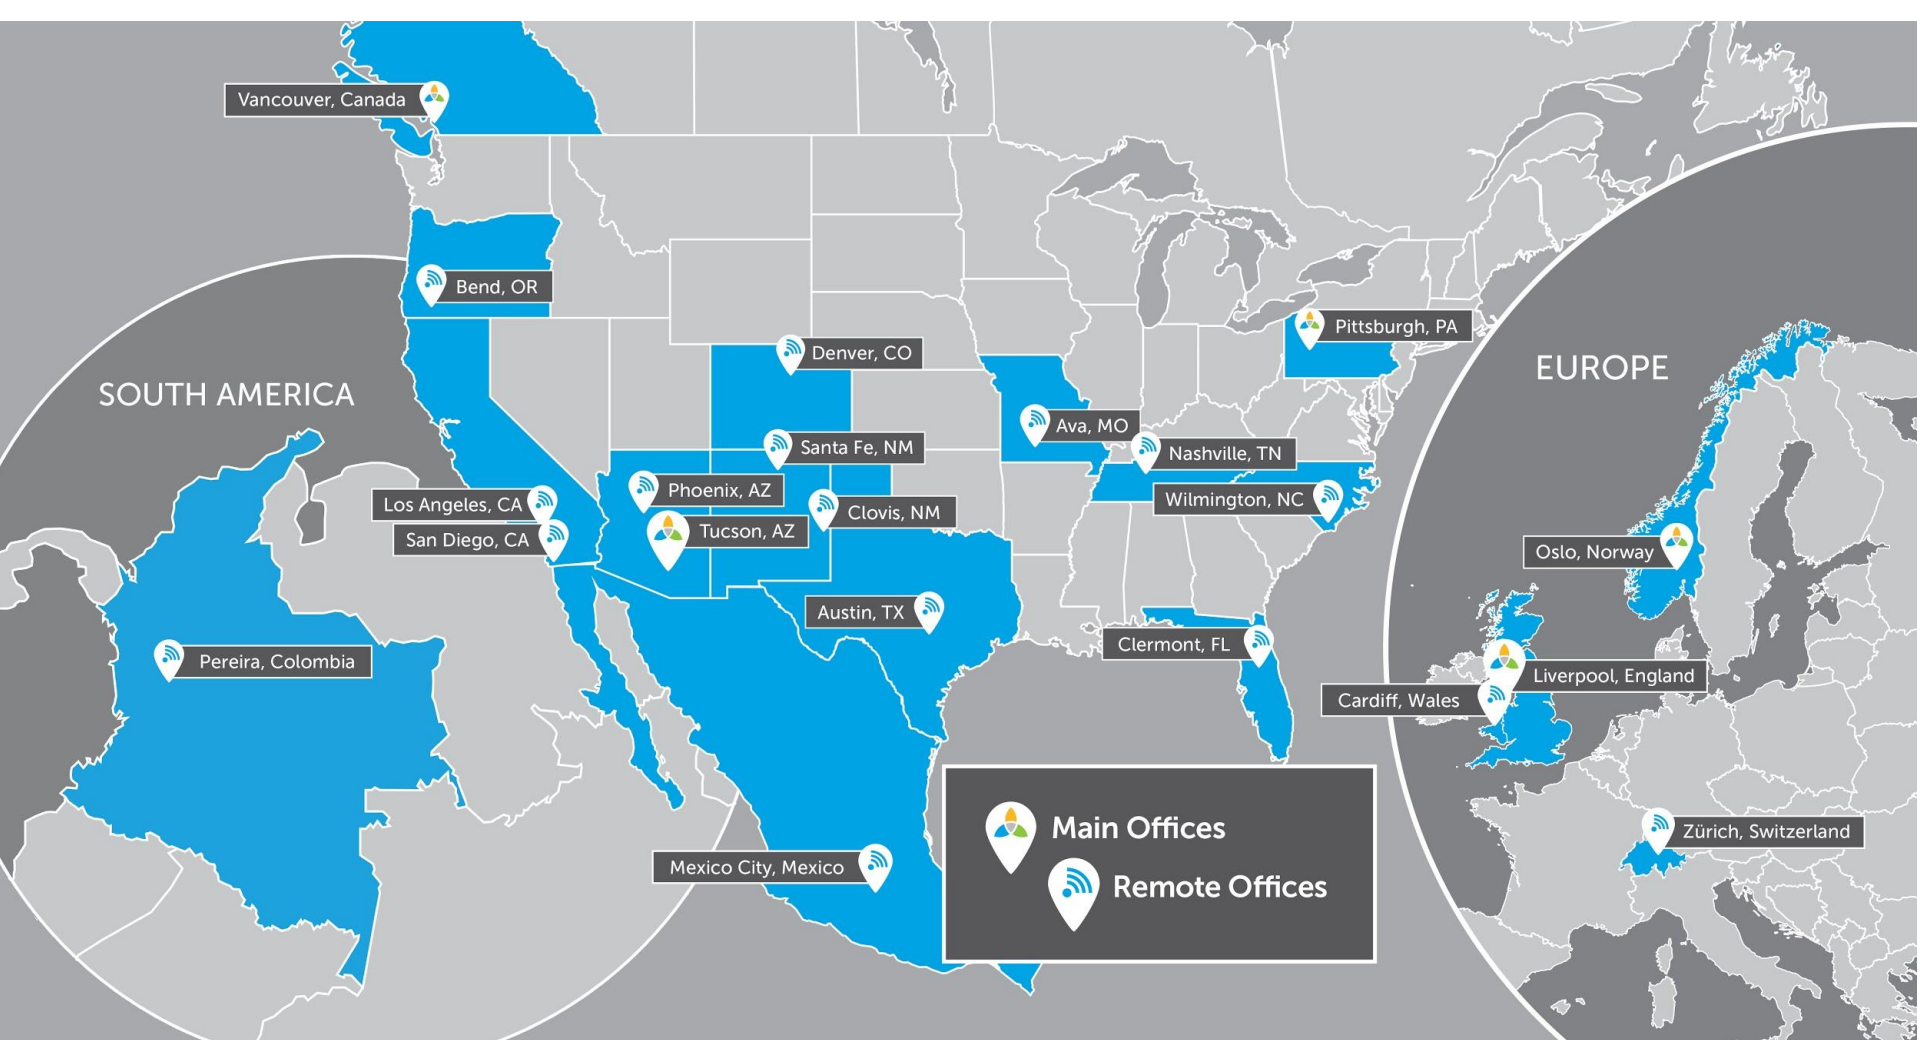 Vancouver, Canada
Bend, OR
Denver, CO
Pittsburgh, PA
EUROPE
SOUTH AMERICA
Ava, MO
Santa Fe, NM
Nashville, TN
Phoenix, AZ
Los Angeles, CA
Wilmington, NC
Clovis, NM
Tucson, AZ
San Diego, CA
Oslo, Norway
Austin, TX
Clermont, FL
Pereira, Colombia
Liverpool, England
Cardiff, Wales
Main Offices
Zürich, Switzerland
Mexico City, Mexico
Remote Offices